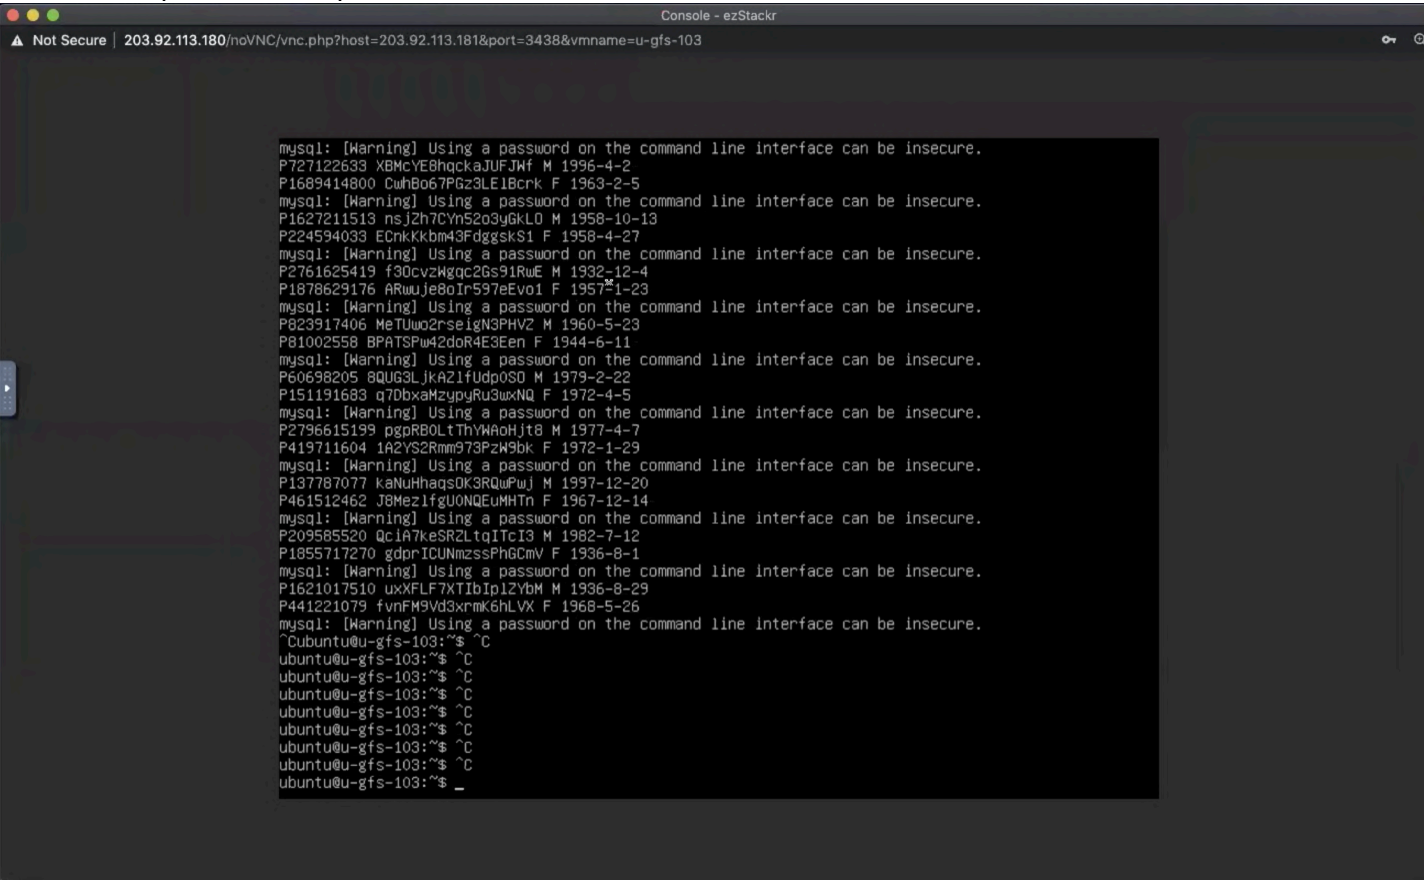 Console - ezStackr
Not Secure | 203.92.113.180/noVNC/vnc.php?host=203.92.113.181&port=3438&vmname=u-gfs-103
mysql: [Warning] Using a password on the command line interface can be insecure.
P727122633 XBMcYE8hqckaJUFJWf M 1996-4-2
P1689414800 CwhBo67PGz3LElBcrk F 1963-2-5
mysql: [Warning] Using a password on the command line interface can be insecure.
P1627211513 nsjZh7CYn52o3yGkL0 M 1958-10-13
P224594033 ECnkKkbm43FdggskS1 F 1958-4-27
mysql: [Warning] Using a password on the command line interface can be insecure.
P2761625419 f3OcvzWgqc2Gs91RwE M 1932-12-4
P1878629176 ARwuje8oIr597eEvo1 F 1957-1-23
mysql: [Warning] Using a password on the command line interface can be insecure.
P823917406 MeTUwo2rseigN3PHVZ M 1960-5-23
P81002558 BPATSPw42doR4E3Een F 1944-6-11
mysql: [Warning] Using a password on the command line interface can be insecure.
P60698205 8QUG3LjkAZlfUdp0SO M 1979-2-22
P151191683 q7DbxaMzypyRu3wxNQ F 1972-4-5
mysql: [Warning] Using a password on the command line interface can be insecure.
P2796615199 pgpRBOLtThYWAoHjt8 M 1977-4-7
P419711604 1A2YS2Rmm973PzW9bk F 1972-1-29
mysql: [Warning] Using a password on the command line interface can be insecure.
P137787077 kaNuHhaqsOK3RQwPwj M 1997-12-20
P461512462 J8MezlfgU0NQEuMHTn F 1967-12-14
mysql: [Warning] Using a password on the command line interface can be insecure.
P209585520 QciA7keSRZLtqITcI3 M 1982-7-12
P1855717270 gdprICUNmzssPhGCmV F 1936-8-1
mysql: [Warning] Using a password on the command line interface can be insecure.
P1621017510 uxXFLF7XTIbIplZYbM M 1936-8-29
P441221079 fvnFM9Vd3xrmK6hLVX F 1968-5-26
mysql: [Warning] Using a password on the command line interface can be insecure.
^Cubuntu@u-gfs-103:~$ ^C
ubuntu@u-gfs-103:~$ ^C
ubuntu@u-gfs-103:~$ ^C
ubuntu@u-gfs-103:~$ ^C
ubuntu@u-gfs-103:~$ ^C
ubuntu@u-gfs-103:~$ ^C
ubuntu@u-gfs-103:~$ ^C
ubuntu@u-gfs-103:~$ ^C
ubuntu@u-gfs-103:~$ _